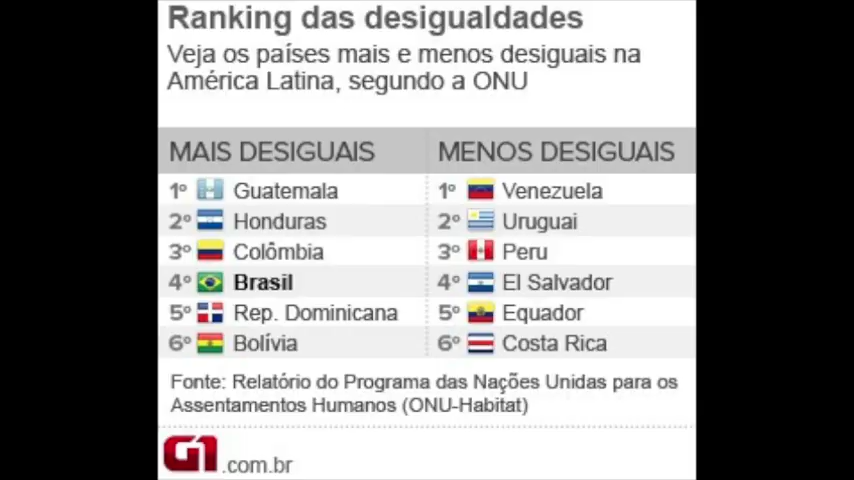 Ranking das desigualdades
Veja os países mais e menos desiguais na
América Latina, segundo a ONU
MAIS DESIGUAIS MENOS DESIGUAIS
1º Guatemala 1º Venezuela
2º Honduras 2º Uruguai
3º Colômbia 3º Peru
4º Brasil 4º El Salvador
5º Rep. Dominicana 5º Equador
6º Bolívia 6º Costa Rica
Fonte: Relatório do Programa das Nações Unidas para os
Assentamentos Humanos (ONU-Habitat)
G1 .com.br